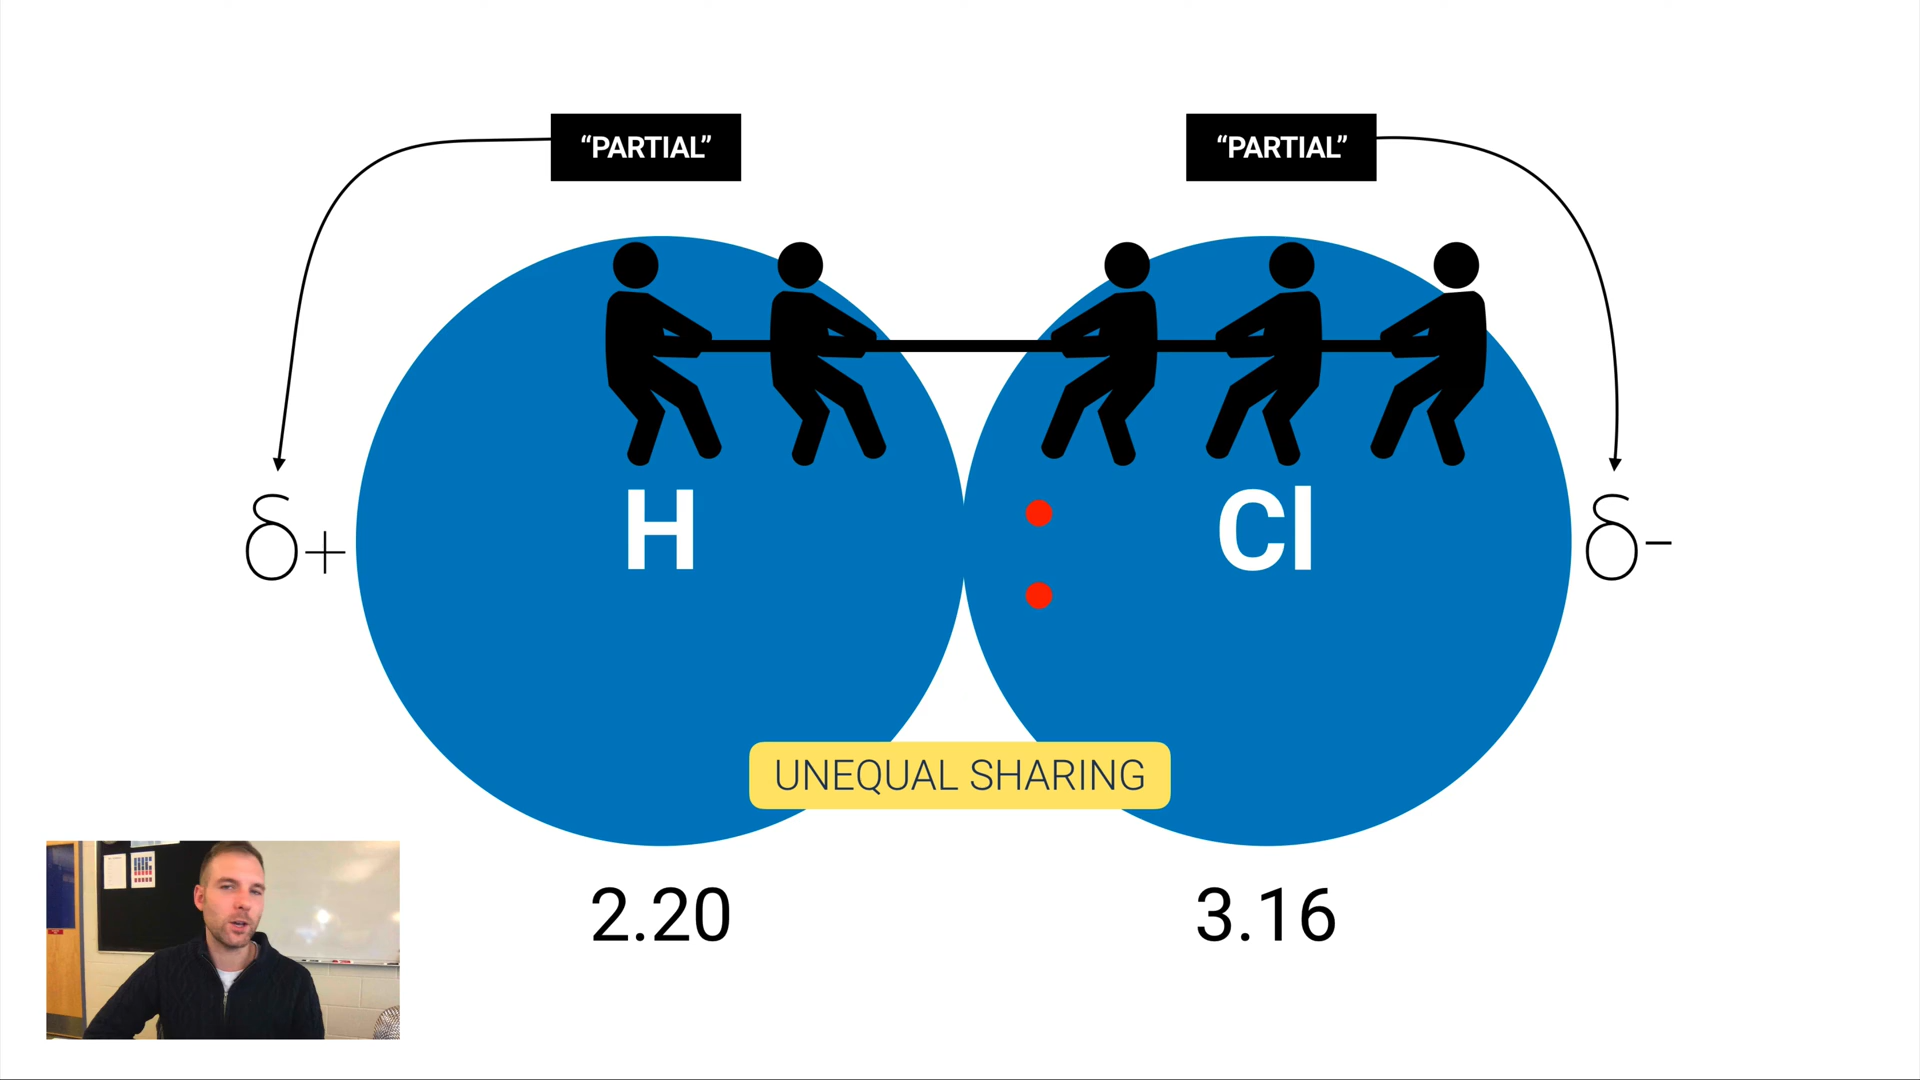 “PARTIAL”
“PARTIAL”
δ+
H
Cl
δ-
UNEQUAL SHARING
2.20
3.16